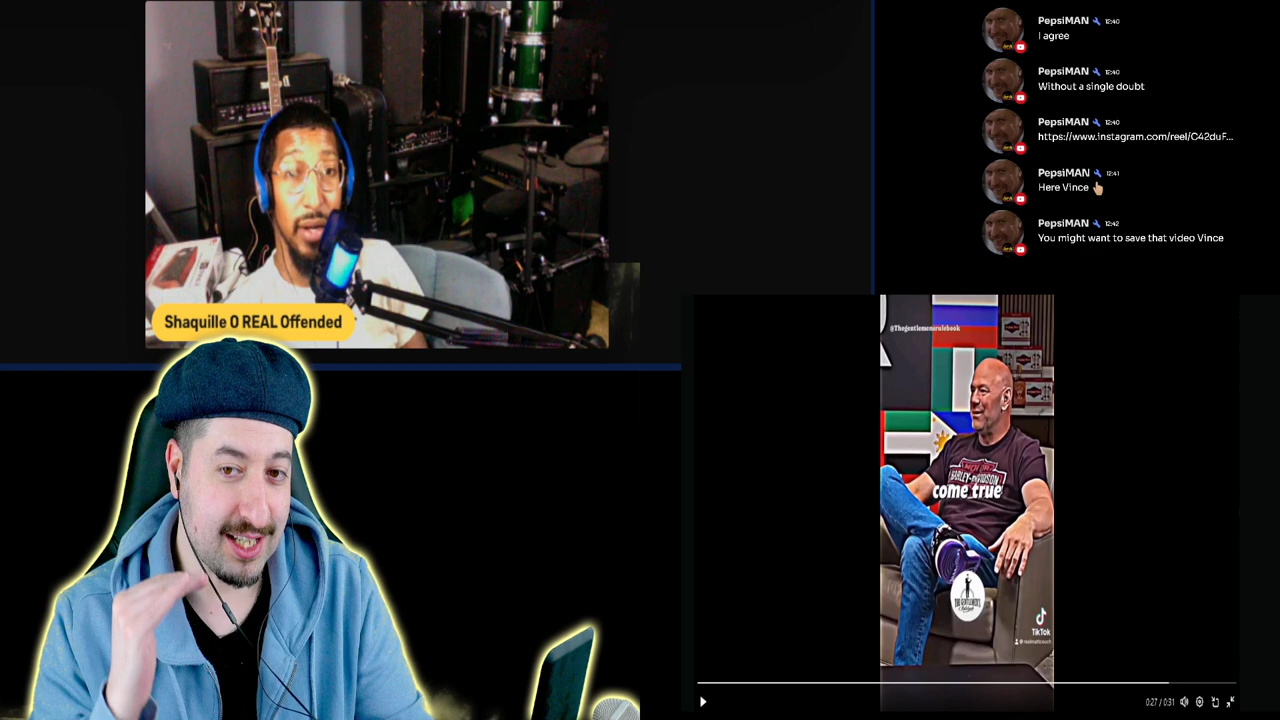 Shaquille O REAL Offended
PepsiMAN 12:40
I agree
PepsiMAN 12:40
Without a single doubt
PepsiMAN 12:40
https://www.instagram.com/reel/C42duF...
PepsiMAN 12:41
Here Vince
PepsiMAN 12:42
You might want to save that video Vince
@Thegentlemensrulebook
HARLEY-DAVIDSON
come true
THE GENTLEMEN'S
TikTok
0:27 / 0:31